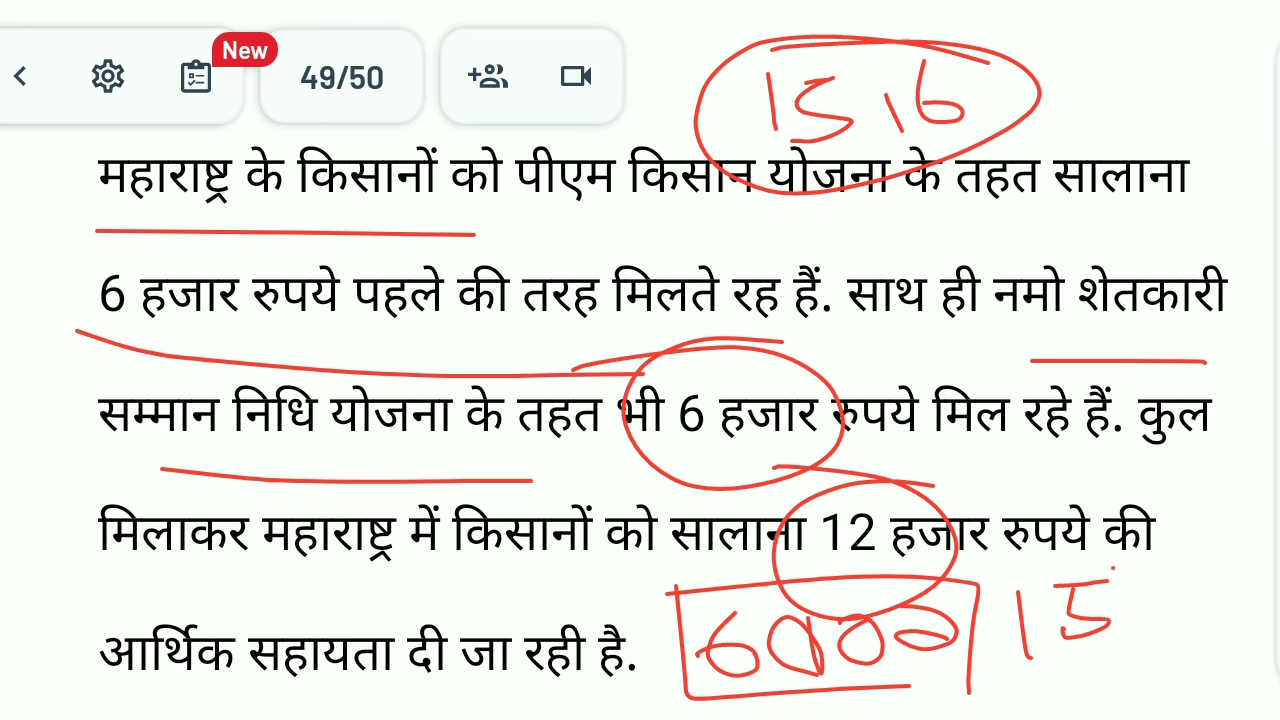 New
49/50
15,6
महाराष्ट्र के किसानों को पीएम किसान योजना के तहत सालाना
6 हजार रुपये पहले की तरह मिलते रह हैं. साथ ही नमो शेतकारी
सम्मान निधि योजना के तहत भी 6 हजार रुपये मिल रहे हैं. कुल
मिलाकर महाराष्ट्र में किसानों को सालाना 12 हजार रुपये की
आर्थिक सहायता दी जा रही है.
6000 15